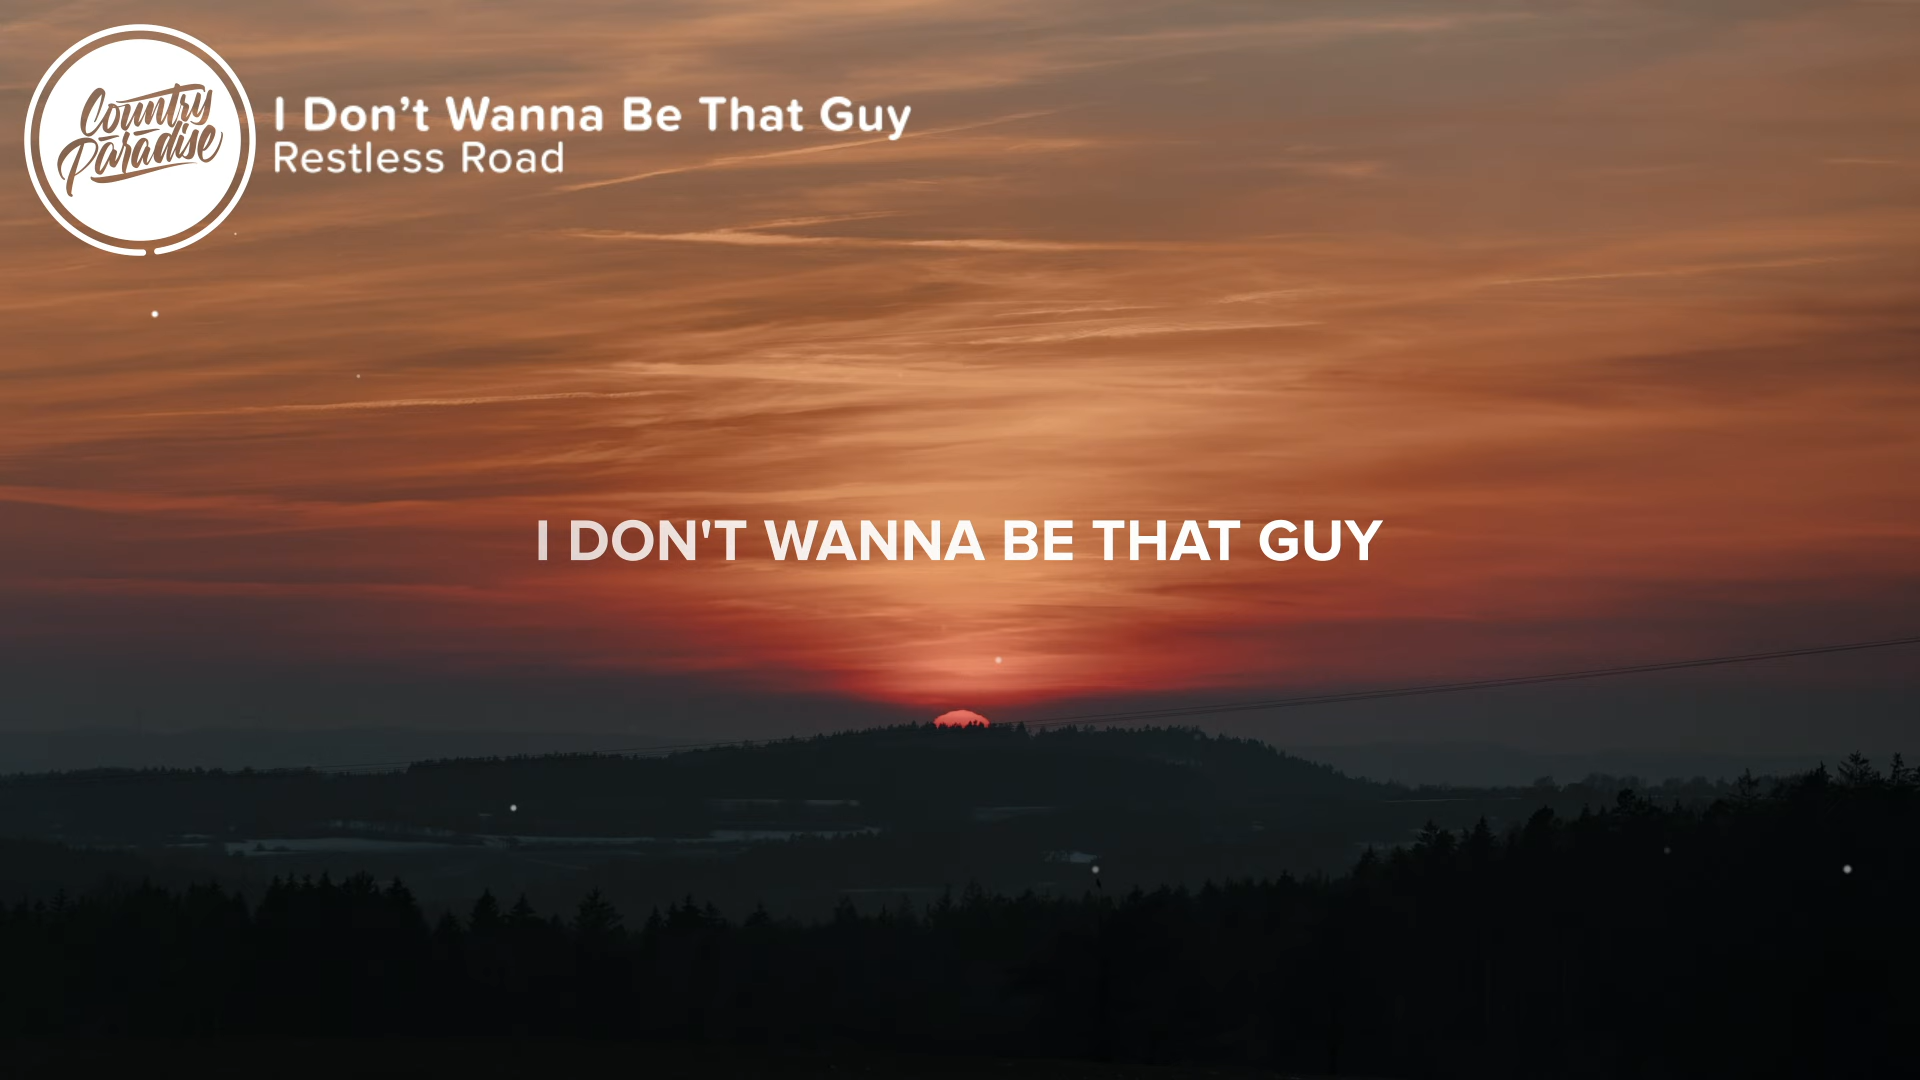 Country
Paradise
I Don’t Wanna Be That Guy
Restless Road
I DON'T WANNA BE THAT GUY